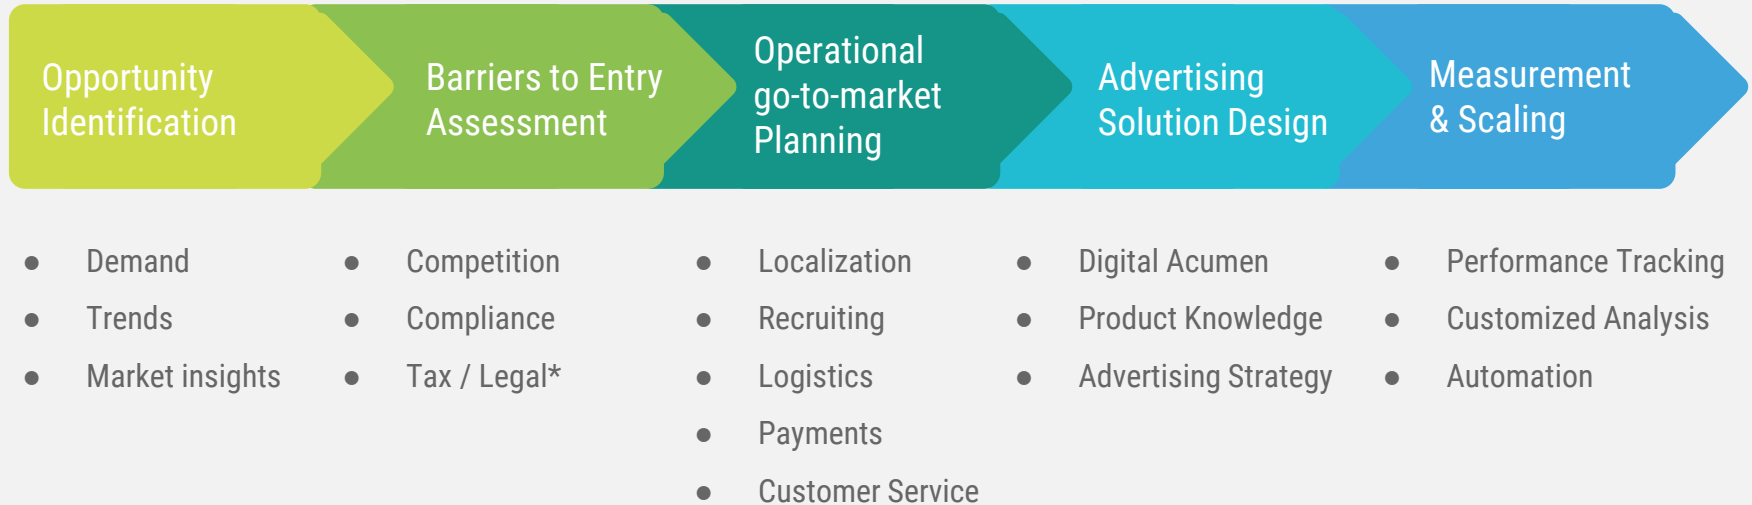 Opportunity
Identification
Barriers to Entry
Assessment
Operational
go-to-market
Planning
Advertising
Solution Design
Measurement
& Scaling
● Demand
● Trends
● Market insights
● Competition
● Compliance
● Tax / Legal*
● Localization
● Recruiting
● Logistics
● Payments
● Customer Service
● Digital Acumen
● Product Knowledge
● Advertising Strategy
● Performance Tracking
● Customized Analysis
● Automation